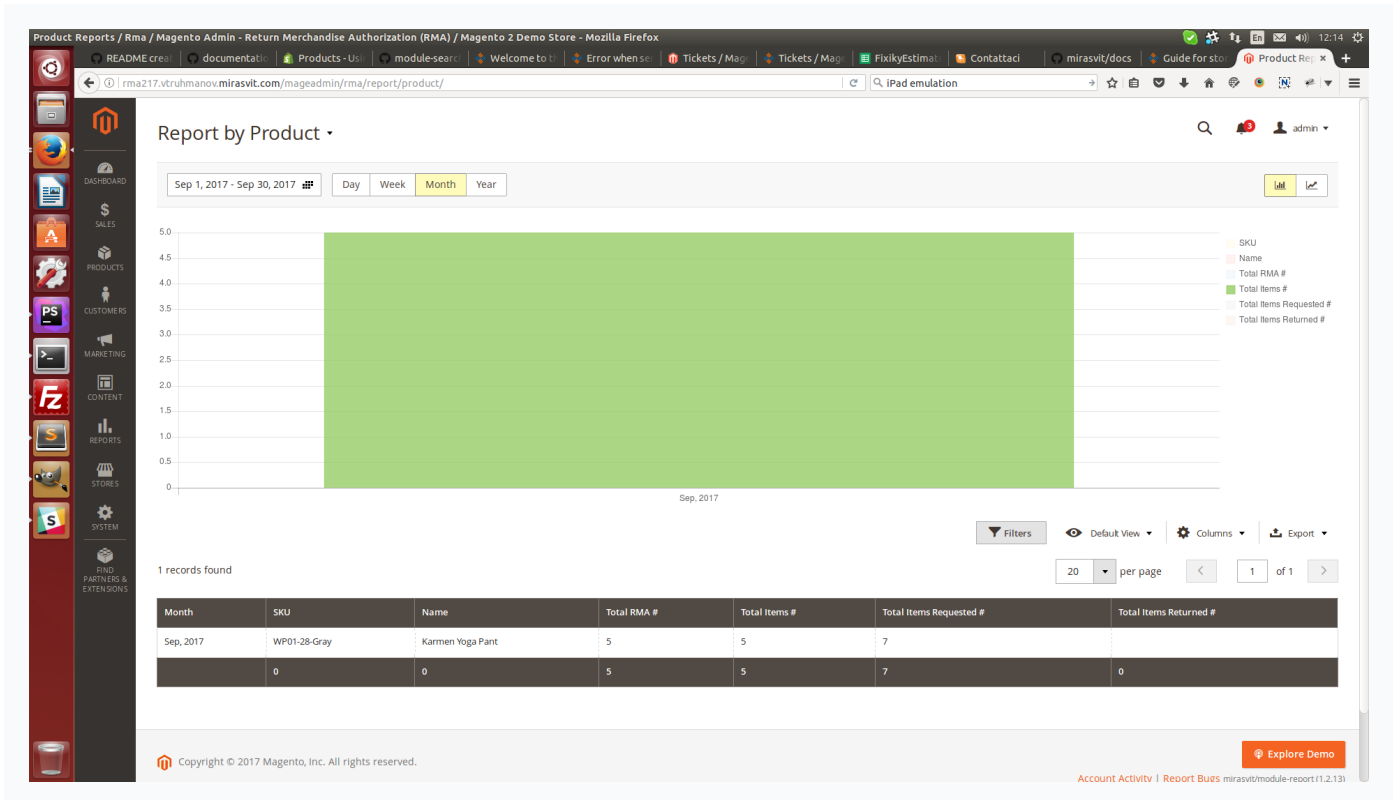 Product Reports / Rma / Magento Admin - Return Merchandise Authorization (RMA) / Magento 2 Demo Store - Mozilla Firefox
En 12:14
README creat documentatio Products - Usi module-searc Welcome to th Error when ser Tickets / Mage Tickets / Mage FixikyEstimate Contattaci mirasvit/docs Guide for stor Product Rep
rma217.vtruhmanov.mirasvit.com/mageadmin/rma/report/product/ iPad emulation
Report by Product
3 admin
DASHBOARD
SALES
PRODUCTS
CUSTOMERS
MARKETING
CONTENT
REPORTS
STORES
SYSTEM
FIND
PARTNERS &
EXTENSIONS
Sep 1, 2017 - Sep 30, 2017 Day Week Month Year
5.0
4.5
4.0
3.5
3.0
2.5
2.0
1.5
1.0
0.5
0
Sep, 2017
SKU
Name
Total RMA #
Total Items #
Total Items Requested #
Total Items Returned #
Filters Default View Columns Export
1 records found 20 per page 1 of 1
Month SKU Name Total RMA # Total Items # Total Items Requested # Total Items Returned #
Sep, 2017 WP01-28-Gray Karmen Yoga Pant 5 5 7
0 0 5 5 7 0
Copyright © 2017 Magento, Inc. All rights reserved.
Explore Demo
Account Activity | Report Bugs mirasvit/module-report (1.2.13)